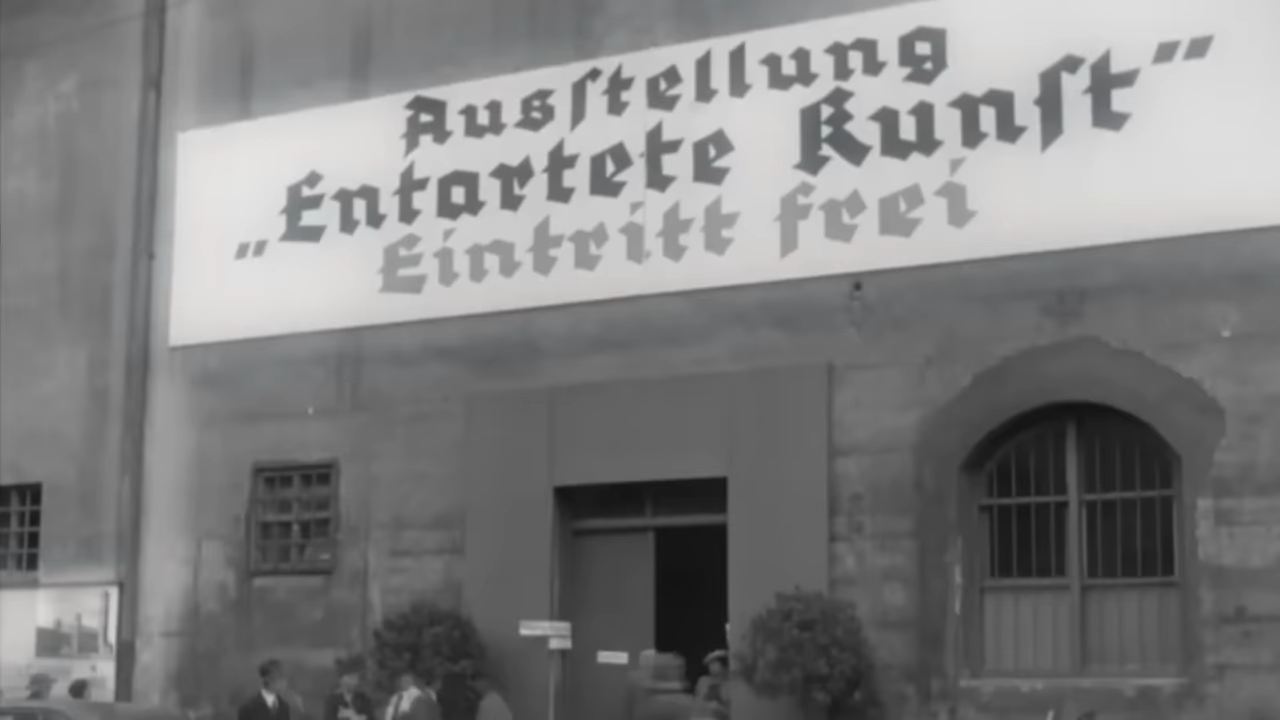 Ausſtellung
„Entartete Kunſt"
Eintritt frei